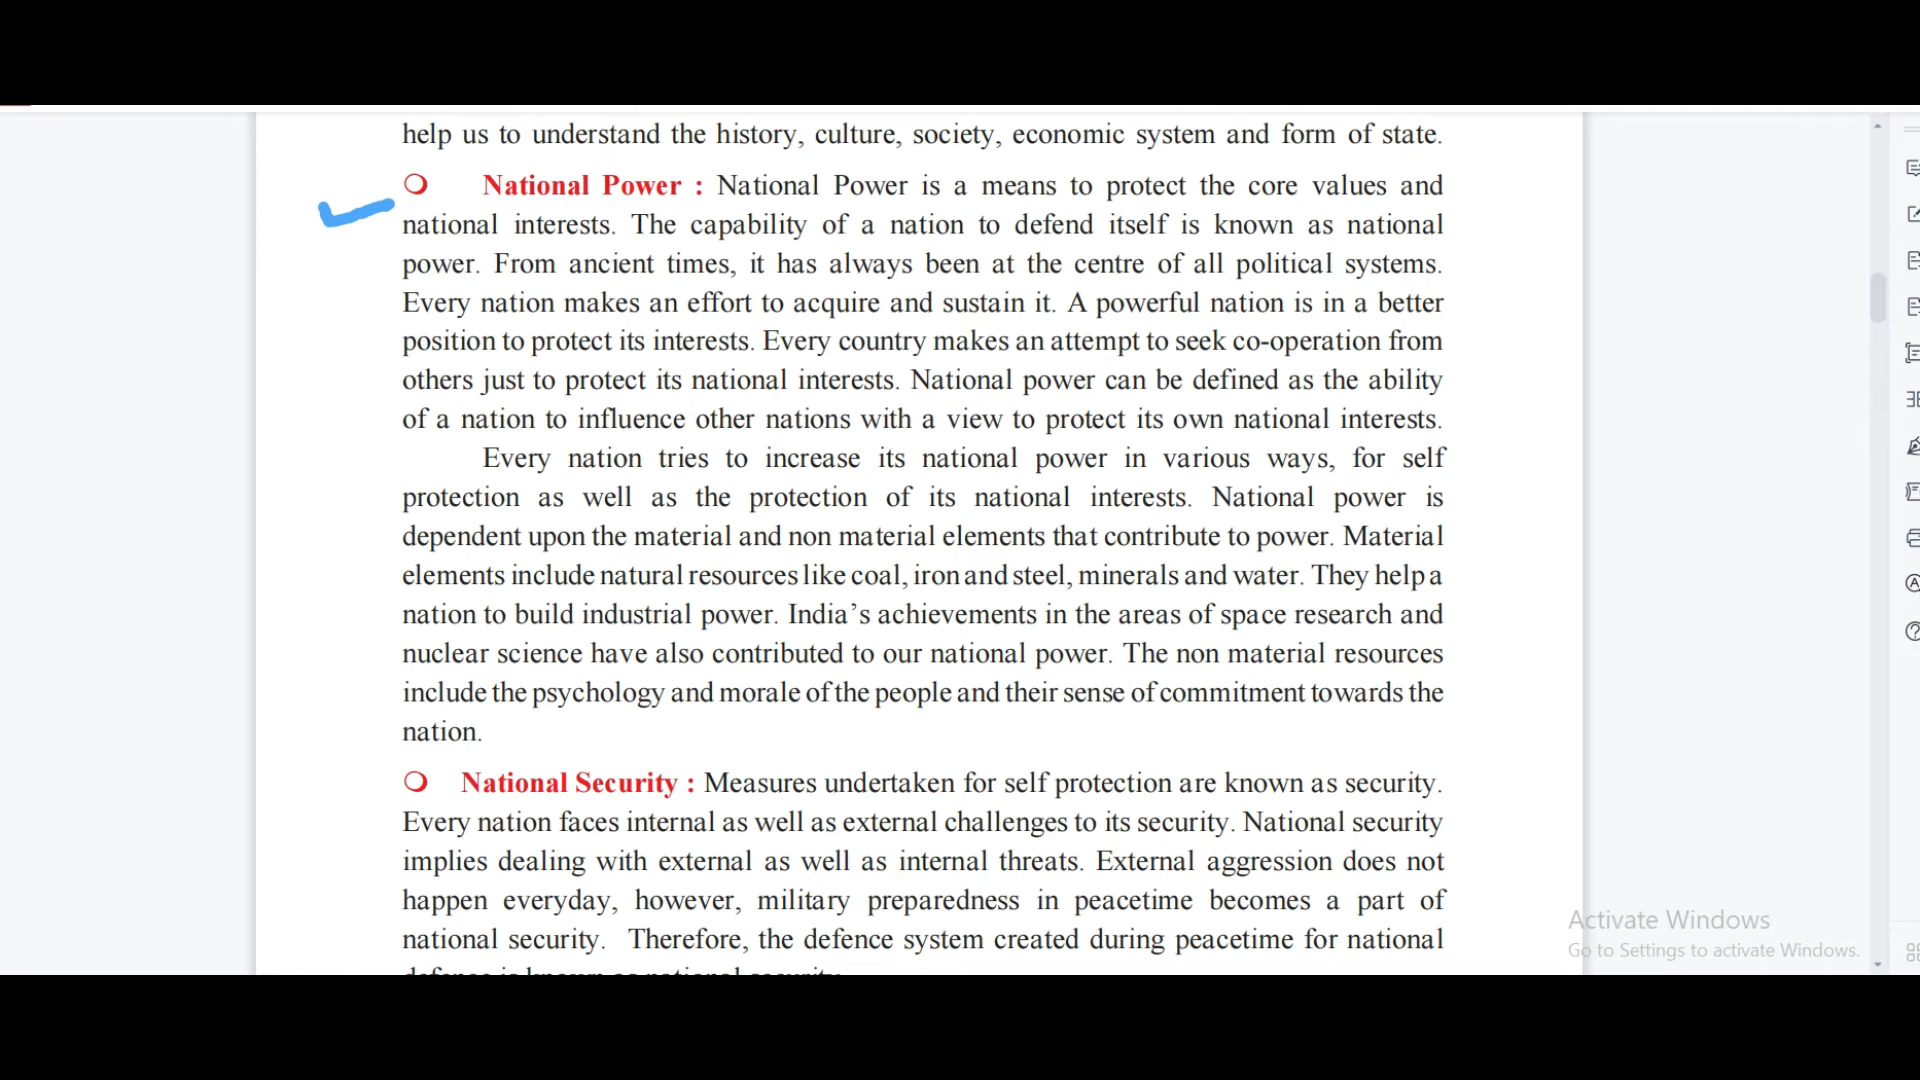 help us to understand the history, culture, society, economic system and form of state.
National Power : National Power is a means to protect the core values and
national interests. The capability of a nation to defend itself is known as national
power. From ancient times, it has always been at the centre of all political systems.
Every nation makes an effort to acquire and sustain it. A powerful nation is in a better
position to protect its interests. Every country makes an attempt to seek co-operation from
others just to protect its national interests. National power can be defined as the ability
of a nation to influence other nations with a view to protect its own national interests.
Every nation tries to increase its national power in various ways, for self
protection as well as the protection of its national interests. National power is
dependent upon the material and non material elements that contribute to power. Material
elements include natural resources like coal, iron and steel, minerals and water. They help a
nation to build industrial power. India’s achievements in the areas of space research and
nuclear science have also contributed to our national power. The non material resources
include the psychology and morale of the people and their sense of commitment towards the
nation.
National Security : Measures undertaken for self protection are known as security.
Every nation faces internal as well as external challenges to its security. National security
implies dealing with external as well as internal threats. External aggression does not
happen everyday, however, military preparedness in peacetime becomes a part of
national security. Therefore, the defence system created during peacetime for national
defence is known as national security.
Activate Windows
Go to Settings to activate Windows.